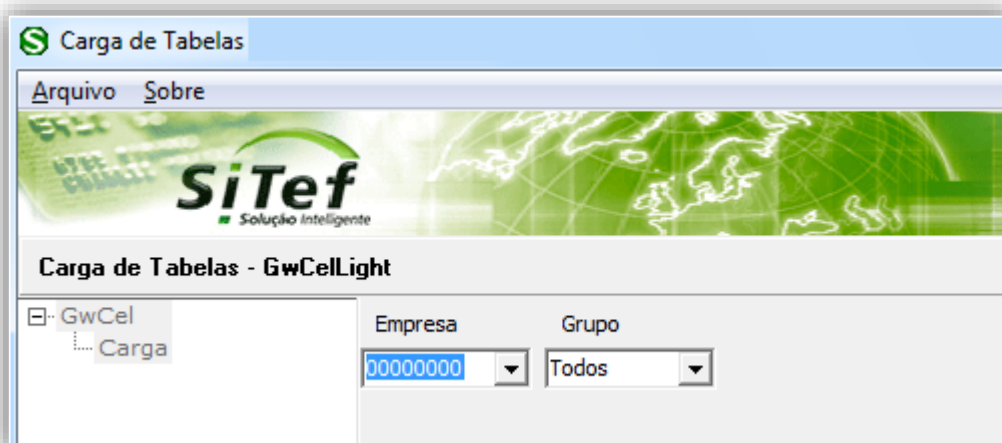 Carga de Tabelas
Arquivo Sobre
SiTef
Solução Inteligente
Carga de Tabelas - GwCelLight
GwCel
Carga
Empresa Grupo
00000000 Todos